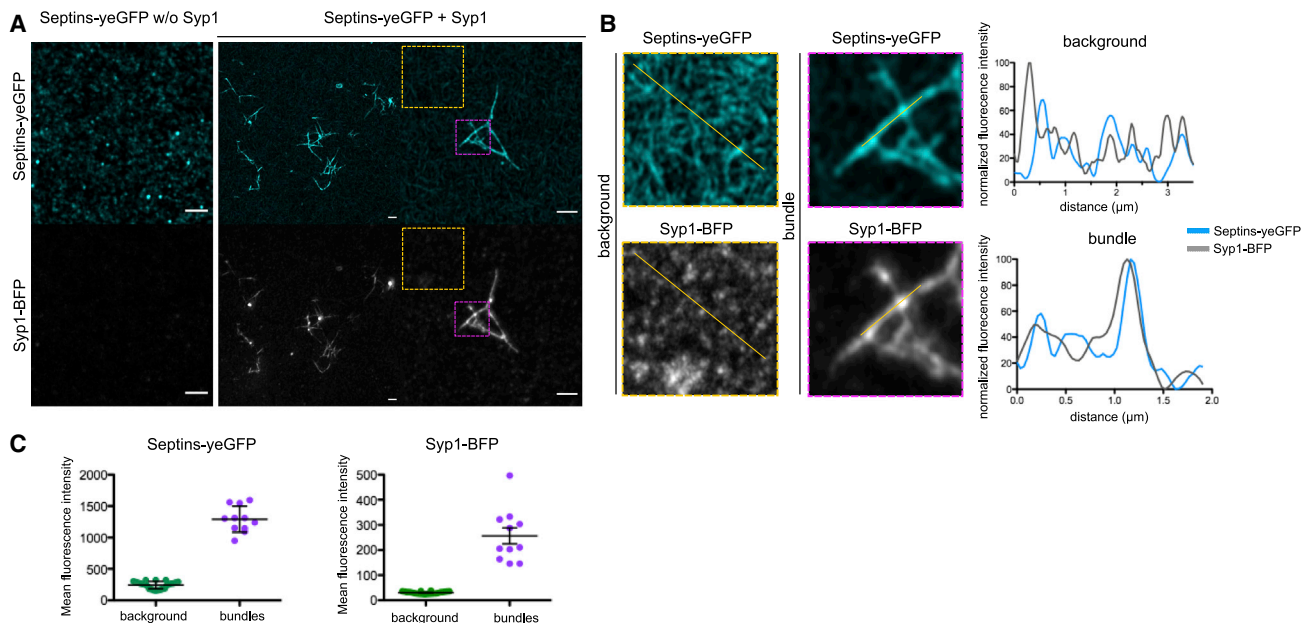 A
Septins-yeGFP w/o Syp1
Septins-yeGFP + Syp1
Septins-yeGFP
Syp1-BFP
B
Septins-yeGFP
Septins-yeGFP
background
bundle
Syp1-BFP
Syp1-BFP
background
normalized fluorescence intensity
100
80
60
40
20
0
0 1 2 3
distance (µm)
Septins-yeGFP
Syp1-BFP
bundle
normalized fluorescence intensity
100
80
60
40
20
0
0.0 0.5 1.0 1.5 2.0
distance (µm)
C
Septins-yeGFP
Mean fluorescence intensity
2000
1500
1000
500
0
background bundles
Syp1-BFP
Mean fluorescence intensity
500
400
300
200
100
0
background bundles